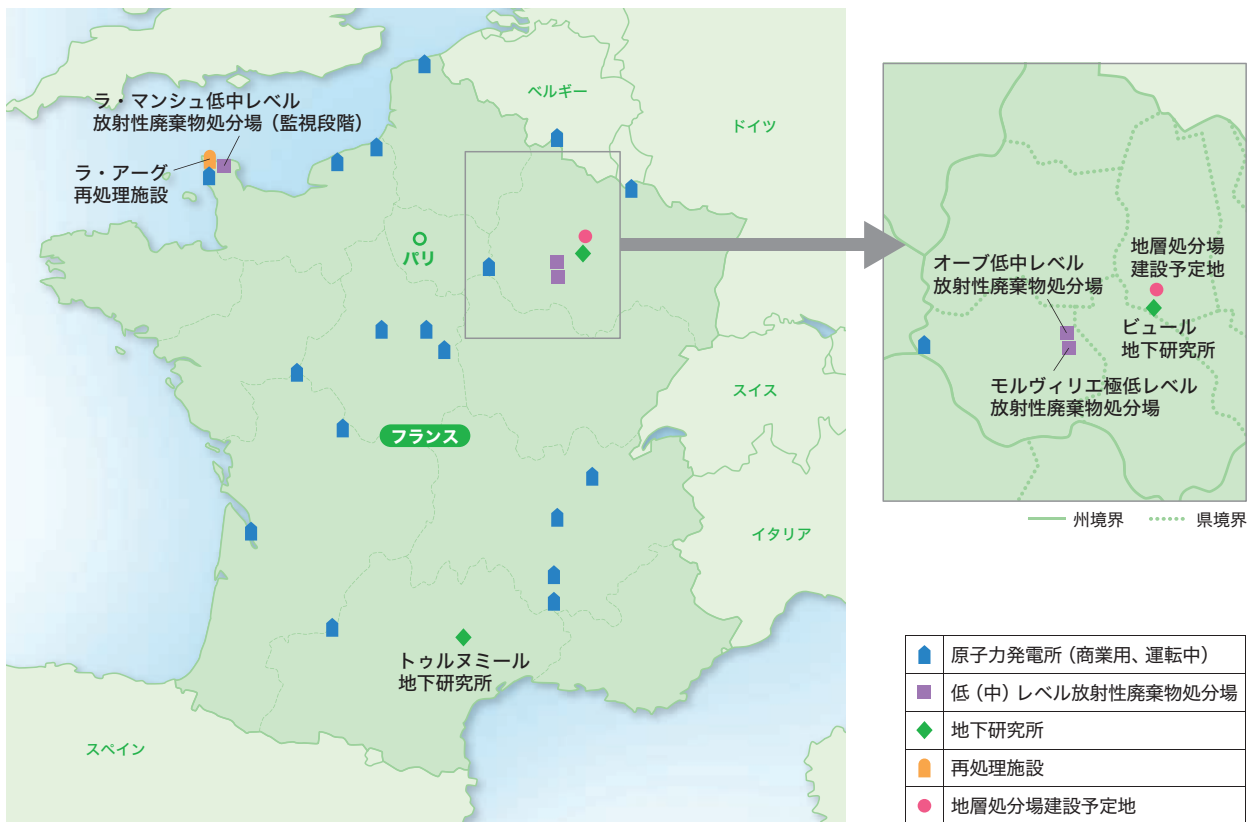 ベルギー
ドイツ
ラ・マンシュ低中レベル
放射性廃棄物処分場（監視段階）
ラ・アーグ
再処理施設
パリ
フランス
スイス
イタリア
トゥルヌミール
地下研究所
スペイン
オーブ低中レベル
放射性廃棄物処分場
地層処分場
建設予定地
ビュール
地下研究所
モルヴィリエ極低レベル
放射性廃棄物処分場
州境界 県境界
原子力発電所（商業用、運転中）
低（中）レベル放射性廃棄物処分場
地下研究所
再処理施設
地層処分場建設予定地